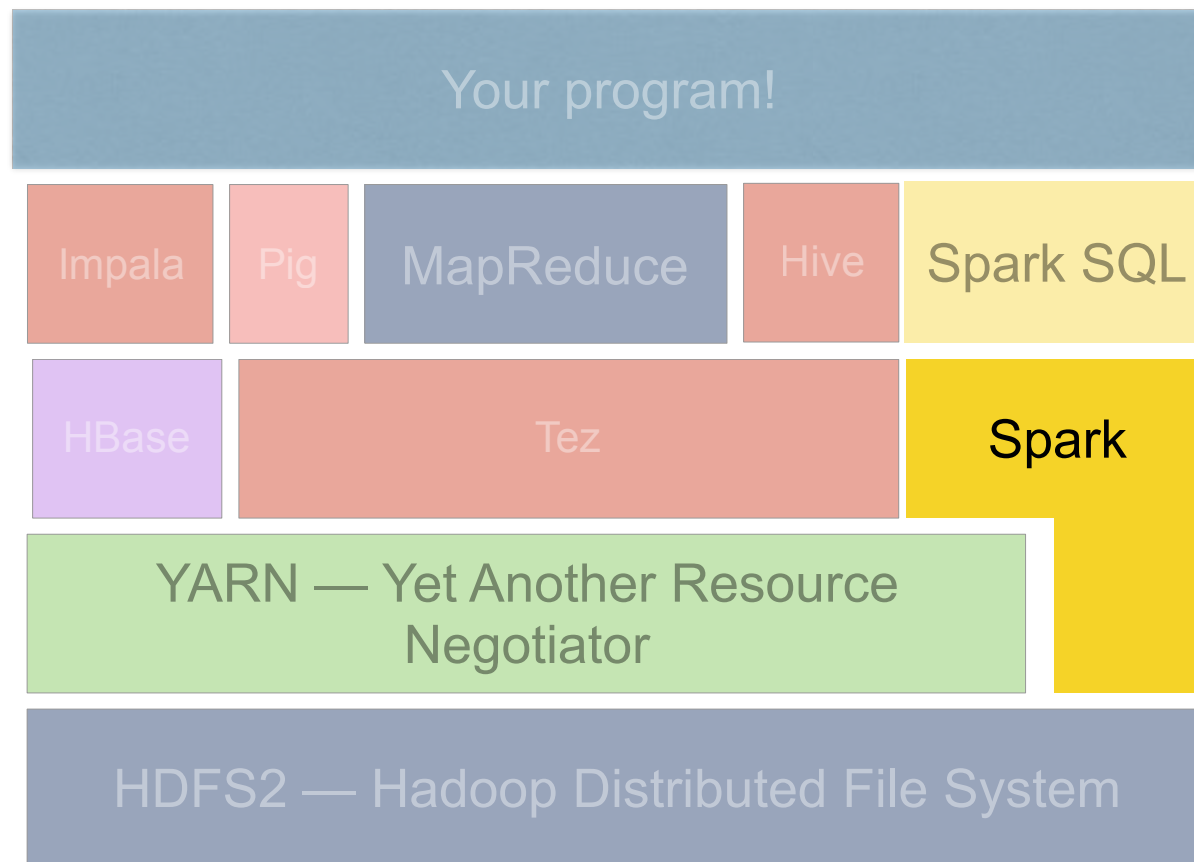 Your program!
Impala
Pig
MapReduce
Hive
Spark SQL
HBase
Tez
Spark
YARN — Yet Another Resource
Negotiator
HDFS2 — Hadoop Distributed File System